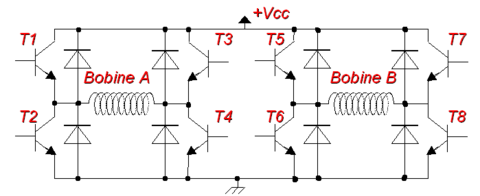 +Vcc
T1 T3 T5 T7
Bobine A Bobine B
T2 T4 T6 T8